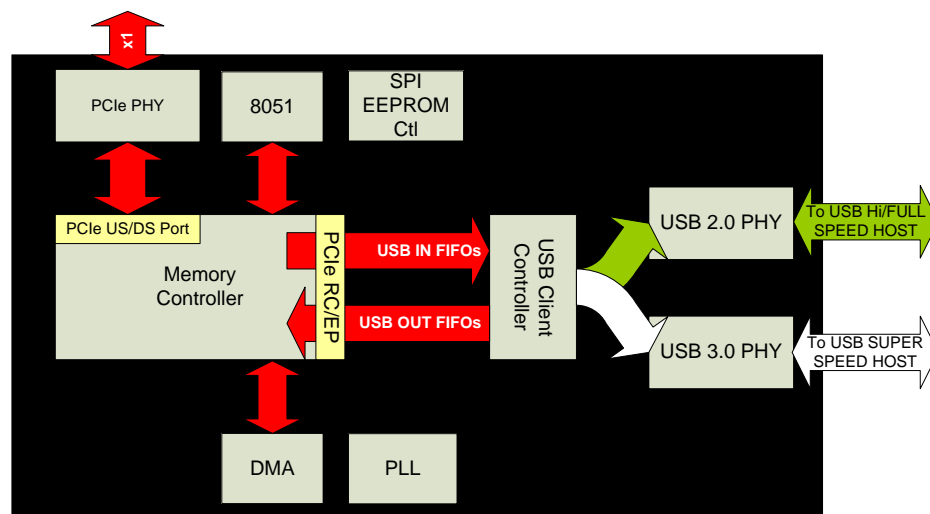 x1
PCIe PHY
8051
SPI
EEPROM
Ctl
PCIe US/DS Port
Memory
Controller
PCIe RC/EP
USB IN FIFOs
USB OUT FIFOs
USB Client
Controller
USB 2.0 PHY
To USB Hi/FULL
SPEED HOST
USB 3.0 PHY
To USB SUPER
SPEED HOST
DMA
PLL